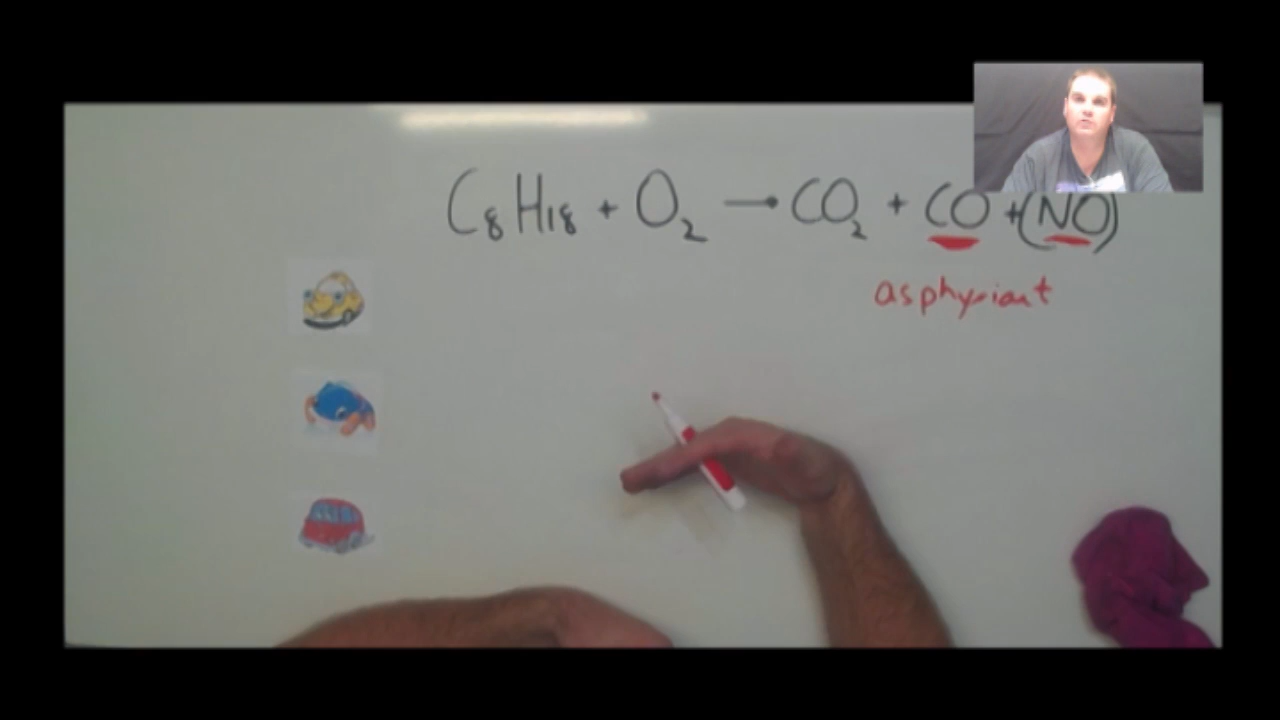 C₈H₁₈ + O₂ → CO₂ + CO + (NO)
asphyxiant